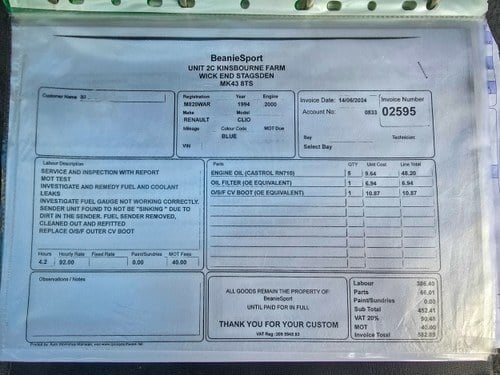 BeanieSport
UNIT 2C KINSBOURNE FARM
WICK END STAGSDEN
MK43 8TS
Customer Name
Registration Year Engine
M820WAR 1994 2000
Make Model
RENAULT CLIO
Mileage Colour Code MOT Due
BLUE
VIN
Invoice Date: 14/06/2024
Account No: 0833
Invoice Number
02595
Bay Technician:
Select Bay
Labour Description
SERVICE AND INSPECTION WITH REPORT
MOT TEST
INVESTIGATE AND REMEDY FUEL AND COOLANT
LEAKS
INVESTIGATE FUEL GAUGE NOT WORKING CORRECTLY.
SENDER UNIT FOUND TO NOT BE "SINKING " DUE TO
DIRT IN THE SENDER. FUEL SENDER REMOVED,
CLEANED OUT AND REFITTED
REPLACE O/S/F OUTER CV BOOT
Parts QTY Unit Cost Line Total
ENGINE OIL (CASTROL RN710) 5 9.64 48.20
OIL FILTER (OE EQUIVALENT) 1 6.94 6.94
O/S/F CV BOOT (OE EQUIVALENT) 1 10.87 10.87
Hours Hourly Rate Fixed Rate Paint/Sundries MOT Fees
4.2 92.00 0.00 40.00
Observations / Notes
ALL GOODS REMAIN THE PROPERTY OF
BeanieSport
UNTIL PAID FOR IN FULL
THANK YOU FOR YOUR CUSTOM
Labour 386.40
Parts 66.01
Paint/Sundries 0.00
Sub Total 452.41
VAT 20% 90.48
MOT 40.00
Invoice Total